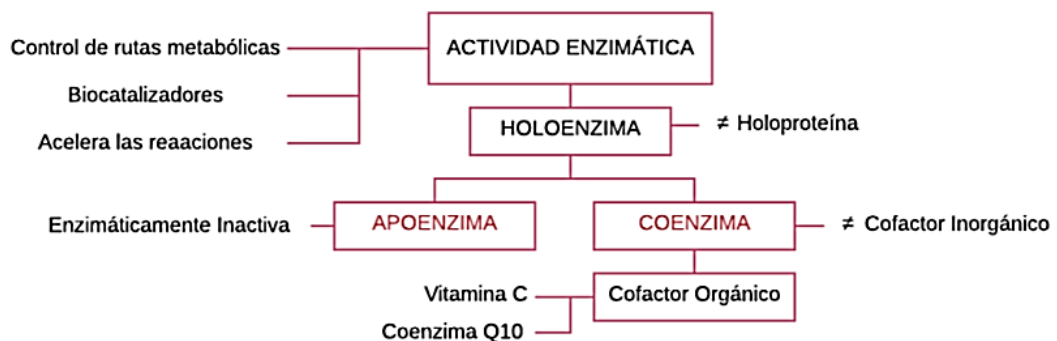 Control de rutas metabólicas
ACTIVIDAD ENZIMÁTICA
Biocatalizadores
Acelera las reaaciones
HOLOENZIMA
≠ Holoproteína
Enzimáticamente Inactiva
APOENZIMA
COENZIMA
≠ Cofactor Inorgánico
Vitamina C
Cofactor Orgánico
Coenzima Q10